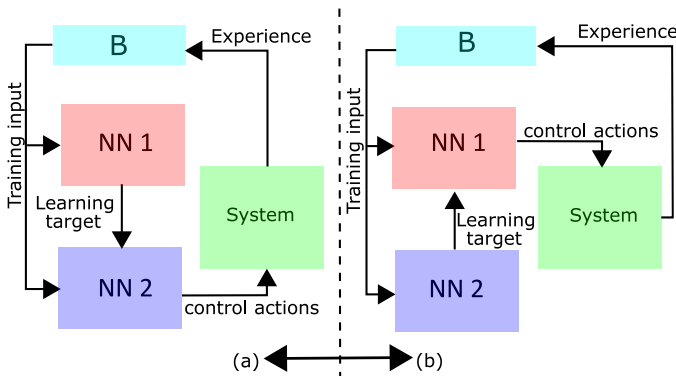 B
Experience
Training input
NN 1
Learning
target
System
NN 2
control actions
(a)
B
Experience
Training input
NN 1
control actions
System
Learning
target
NN 2
(b)